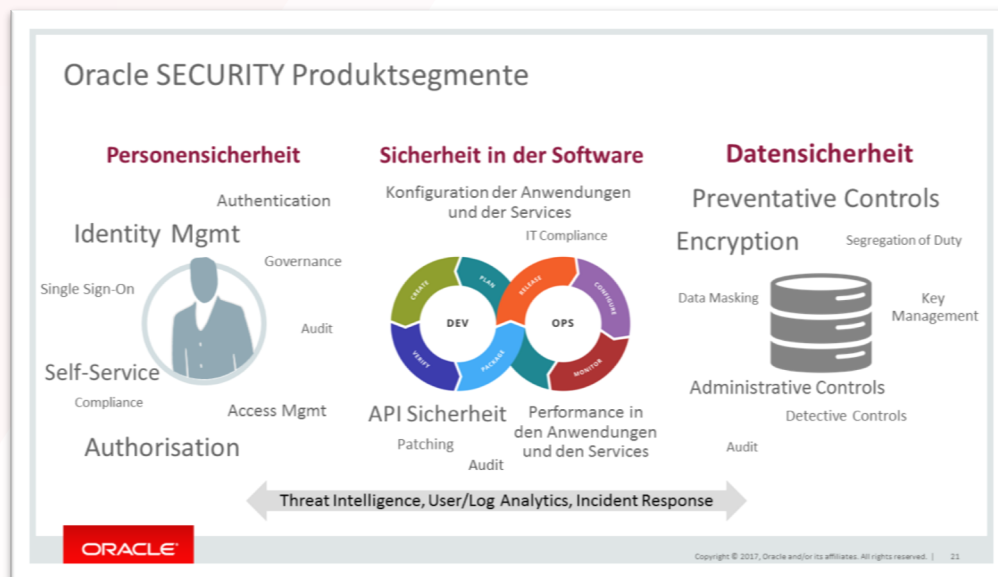 Oracle SECURITY Produktsegmente
Personensicherheit
Authentication
Identity Mgmt
Governance
Single Sign-On
Audit
Self-Service
Compliance
Access Mgmt
Authorisation
Sicherheit in der Software
Konfiguration der Anwendungen
und der Services
IT Compliance
CREATE
PLAN
RELEASE
CONFIGURE
DEV
OPS
VERIFY
PACKAGE
MONITOR
API Sicherheit
Patching
Audit
Performance in
den Anwendungen
und den Services
Datensicherheit
Preventative Controls
Encryption
Segregation of Duty
Data Masking
Key
Management
Administrative Controls
Detective Controls
Audit
Threat Intelligence, User/Log Analytics, Incident Response
ORACLE®
Copyright © 2017, Oracle and/or its affiliates. All rights reserved. | 21